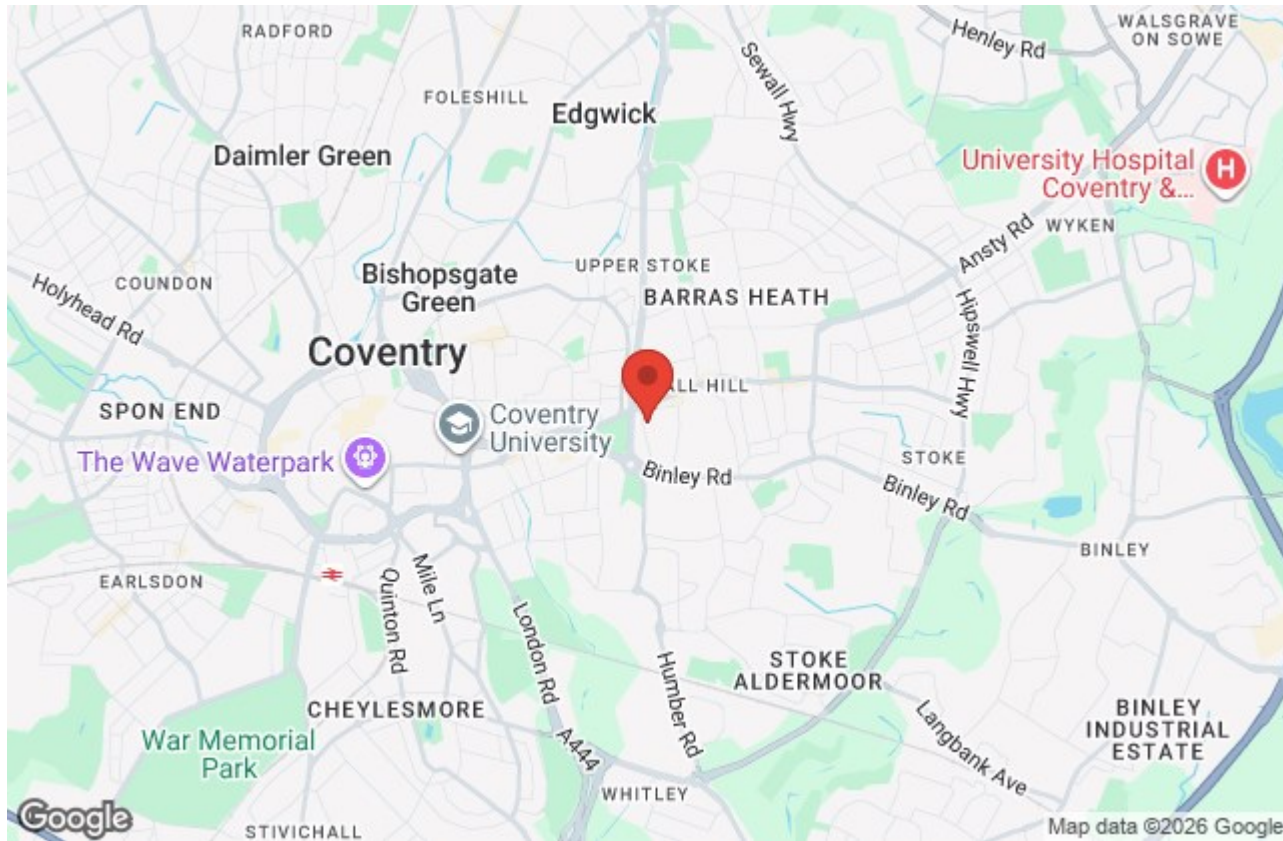 RADFORD
WALSGRAVE
ON SOWE
Henley Rd
FOLESHILL
Edgwick
Sewall Hwy
Daimler Green
University Hospital
Coventry &...
H
WYKEN
Ansty Rd
COUNDON
Holyhead Rd
Bishopsgate
Green
UPPER STOKE
BARRAS HEATH
Hipswell Hwy
Coventry
ALL HILL
SPON END
Coventry
University
The Wave Waterpark
Binley Rd
STOKE
Binley Rd
BINLEY
EARLSDON
Mile Ln
Quinton Rd
London Rd
Humber Rd
STOKE
ALDERMOOR
CHEYLESMORE
Langbank Ave
BINLEY
INDUSTRIAL
ESTATE
War Memorial
Park
A444
WHITLEY
Google
STIVICHALL
Map data ©2026 Google